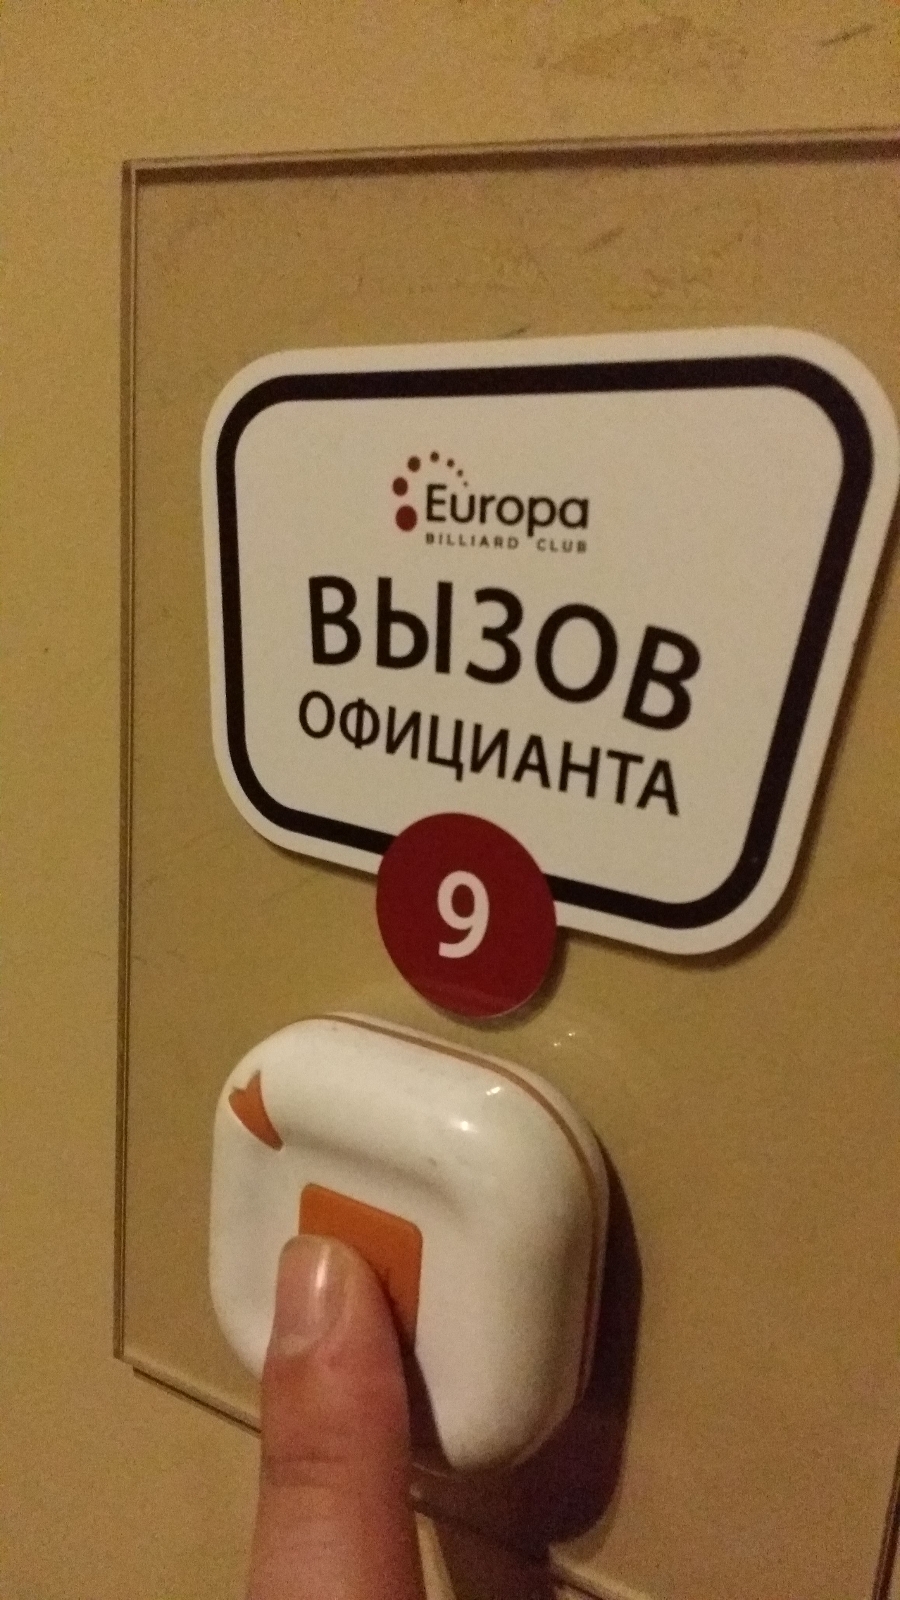 Europa
BILLIARD CLUB
ВЫЗОВ
ОФИЦИАНТА
9